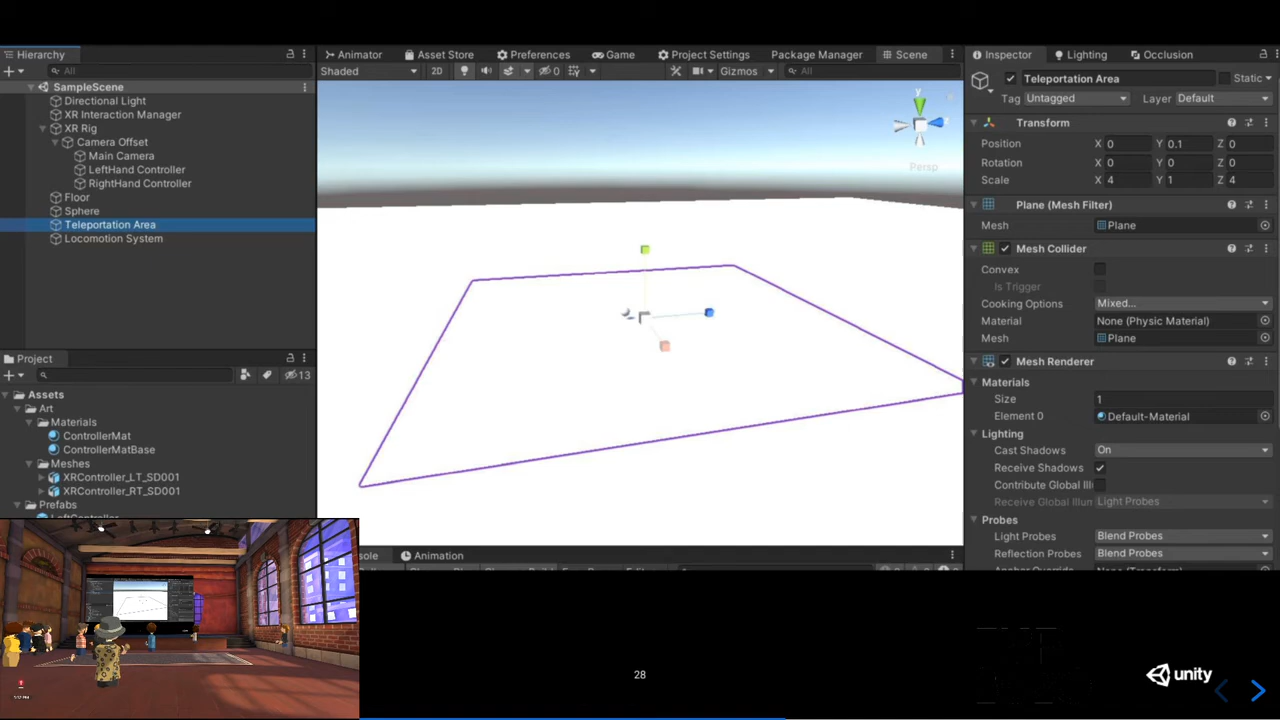 Hierarchy
Animator Asset Store Preferences Game Project Settings Package Manager Scene
Inspector Lighting Occlusion
All
Shaded 2D 0 Gizmos All
Teleportation Area Static
Tag Untagged Layer Default
SampleScene
Directional Light
XR Interaction Manager
XR Rig
Camera Offset
Main Camera
LeftHand Controller
RightHand Controller
Floor
Sphere
Teleportation Area
Locomotion System
y
Persp
Transform
Position X 0 Y 0.1 Z 0
Rotation X 0 Y 0 Z 0
Scale X 4 Y 1 Z 4
Plane (Mesh Filter)
Mesh Plane
Mesh Collider
Convex
Is Trigger
Cooking Options Mixed...
Material None (Physic Material)
Mesh Plane
Mesh Renderer
Materials
Size 1
Element 0 Default-Material
Lighting
Cast Shadows On
Receive Shadows
Contribute Global Ill
Receive Global Illum Light Probes
Probes
Light Probes Blend Probes
Reflection Probes Blend Probes
Project
13
Assets
Art
Materials
ControllerMat
ControllerMatBase
Meshes
XRController_LT_SD001
XRController_RT_SD001
Prefabs
Animation
28
unity